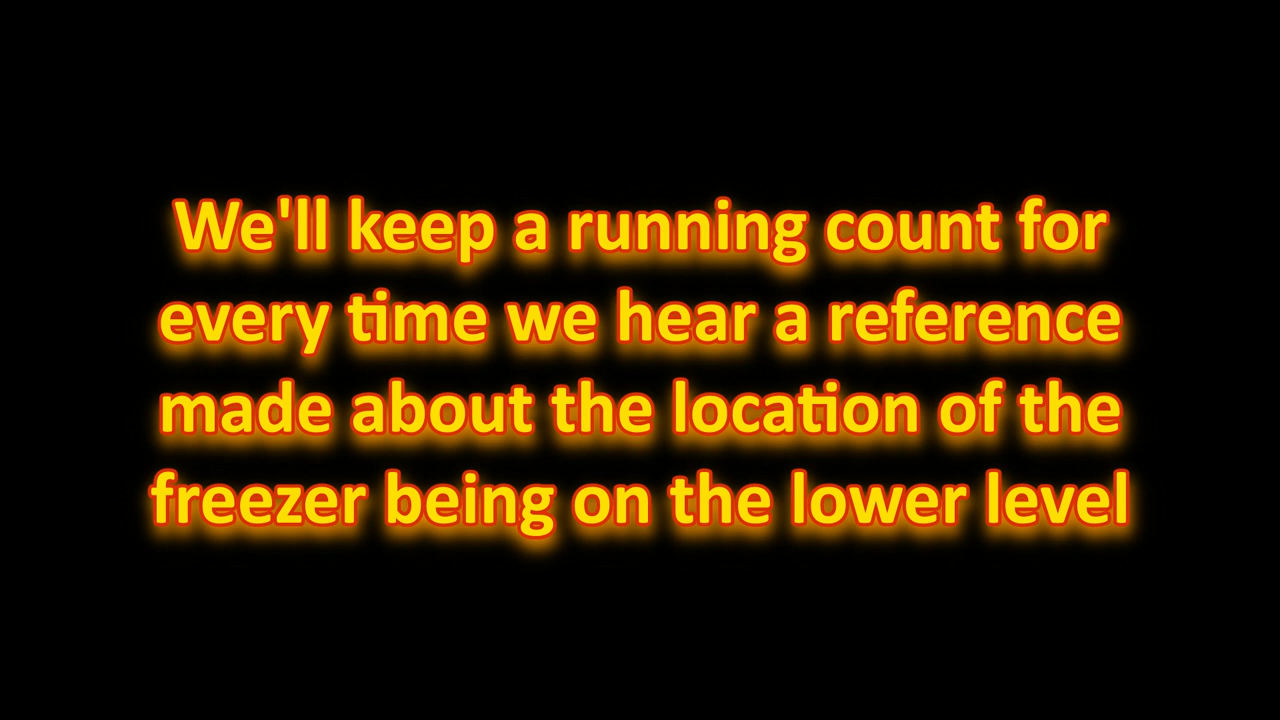 We'll keep a running count for
every time we hear a reference
made about the location of the
freezer being on the lower level